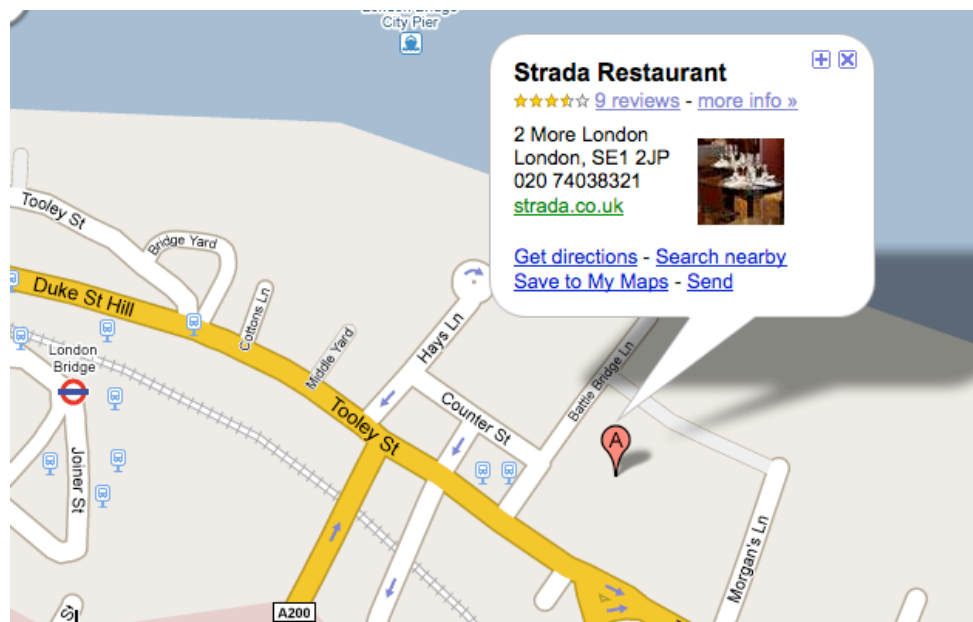 London Bridge
City Pier
Strada Restaurant
9 reviews - more info »
2 More London
London, SE1 2JP
020 74038321
strada.co.uk
Get directions - Search nearby
Save to My Maps - Send
Tooley St
Bridge Yard
Duke St Hill
Cottons Ln
London
Bridge
Middle Yard
Hays Ln
Battle Bridge Ln
Tooley St
Counter St
A
Joiner St
Morgan's Ln
A200